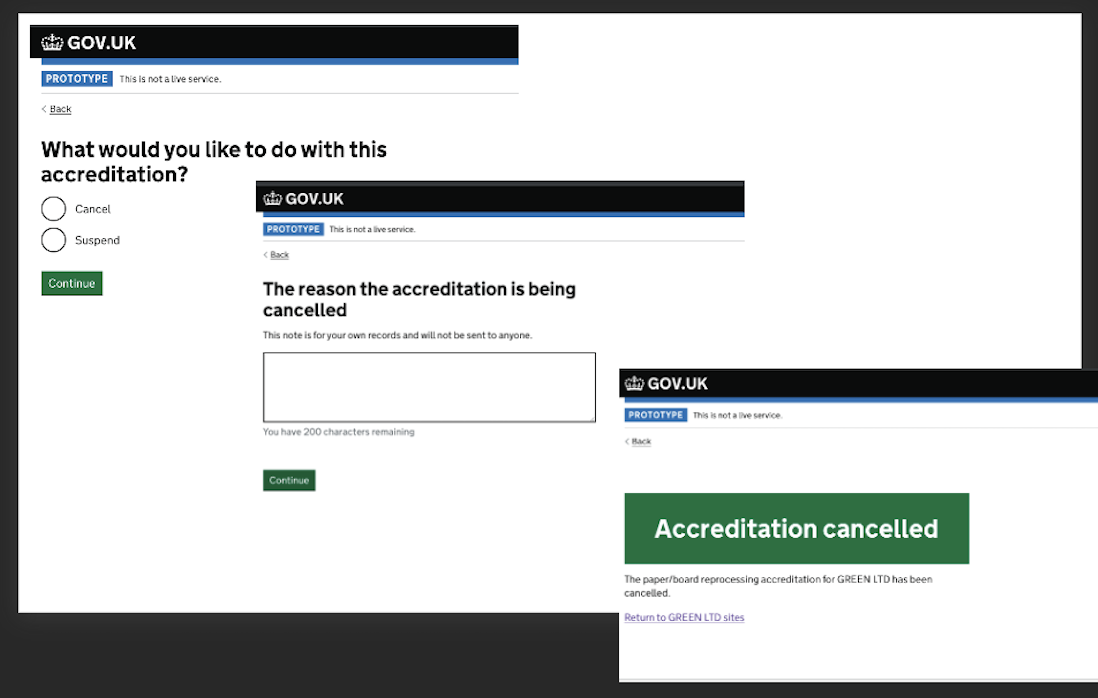 GOV.UK
PROTOTYPE This is not a live service.
< Back
What would you like to do with this
accreditation?
Cancel
Suspend
Continue
GOV.UK
PROTOTYPE This is not a live service.
< Back
The reason the accreditation is being
cancelled
This note is for your own records and will not be sent to anyone.
You have 200 characters remaining
Continue
GOV.UK
PROTOTYPE This is not a live service.
< Back
Accreditation cancelled
The paper/board reprocessing accreditation for GREEN LTD has been
cancelled.
Return to GREEN LTD sites